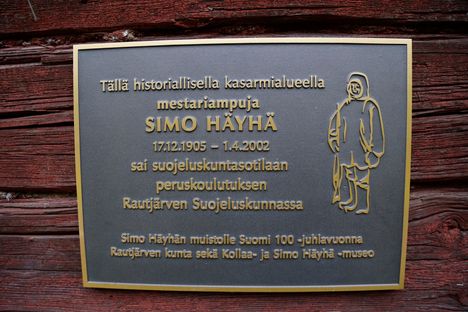 Tällä historiallisella kasarmialueella
mestariampuja
SIMO HÄYHÄ
17.12.1905 – 1.4.2002
sai suojeluskuntasotilaan
peruskoulutuksen
Rautjärven Suojeluskunnassa
Simo Häyhän muistolle Suomi 100 -juhlavuonna
Rautjärven kunta sekä Kollaa- ja Simo Häyhä -museo